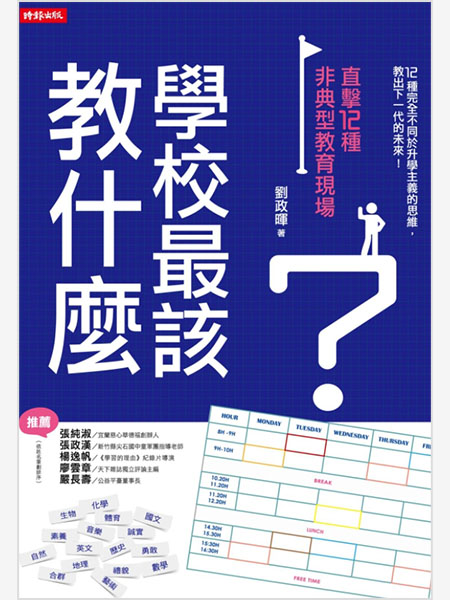 時報出版
12種完全不同於升學主義的思維，
教出下一代的未來！
直擊12種
非典型教育現場
劉政暉 著
學校最該
教什麼
?
推薦
(依姓名筆劃排序)
張純淑／宜蘭慈心華德福創辦人
張政漢／新竹縣尖石國中童軍團指導老師
楊逸帆／《學習的理由》紀錄片導演
廖雲章／天下雜誌獨立評論主編
嚴長壽／公益平臺董事長
HOUR MONDAY TUESDAY WEDNESDAY THURSDAY FR
8H -9H
9H-10H
BREAK
10.20H
11.20H
11.20H
12.30H
LUNCH
14.30H
15.30H
15:30H
16:30H
FREE TIME
化學
生物 體育 國文
音樂 誠實
素養 英文 歷史 勇敢
自然 地理 禮貌 數學
合群 藝術